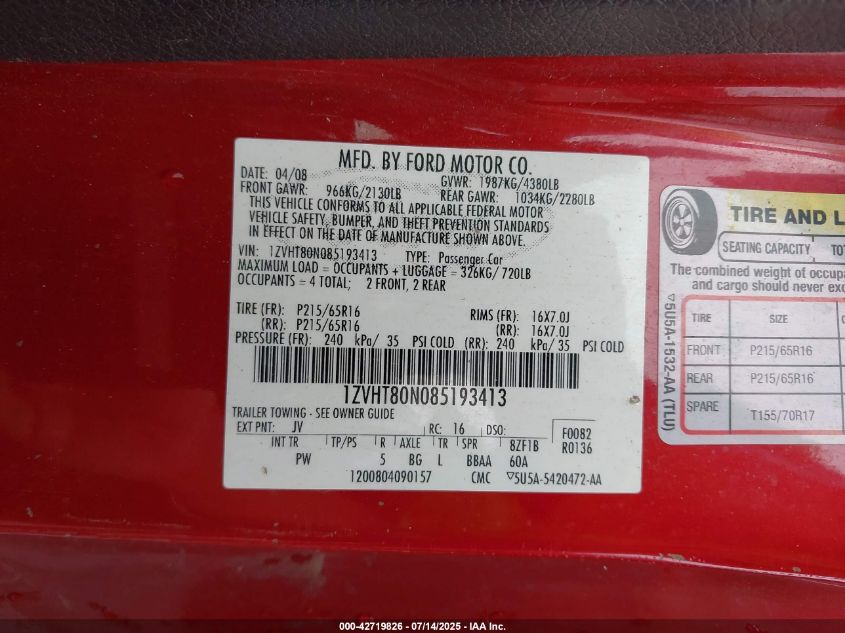 MFD. BY FORD MOTOR CO.
DATE: 04/08 GVWR: 1987KG/4380LB
FRONT GAWR: 966KG/2130LB REAR GAWR: 1034KG/2280LB
THIS VEHICLE CONFORMS TO ALL APPLICABLE FEDERAL MOTOR
VEHICLE SAFETY, BUMPER, AND THEFT PREVENTION STANDARDS
IN EFFECT ON THE DATE OF MANUFACTURE SHOWN ABOVE.
VIN: 1ZVHT80N085193413 TYPE: Passenger Car
MAXIMUM LOAD = OCCUPANTS + LUGGAGE = 326KG/720LB
OCCUPANTS = 4 TOTAL; 2 FRONT, 2 REAR
TIRE (FR): P215/65R16 RIMS (FR): 16X7.0J
(RR): P215/65R16 (RR): 16X7.0J
PRESSURE (FR): 240 kPa/ 35 PSI COLD (RR): 240 kPa/ 35 PSI COLD
1ZVHT80N085193413
TRAILER TOWING - SEE OWNER GUIDE
EXT PNT: JV RC: 16 DSO: F0082
INT TR TP/PS R AXLE TR SPR 8ZF1B R0136
PW 5 BG L BBAA 60A
1200804090157 CMC ▽5U5A-5420472-AA
TIRE AND L
SEATING CAPACITY TOT
The combined weight of occupa
and cargo should never exc
TIRE SIZE
FRONT P215/65R16
REAR P215/65R16
SPARE T155/70R17
▽5U5A-1532-AA (TLU)
000-42719826 - 07/14/2025 - IAA Inc.